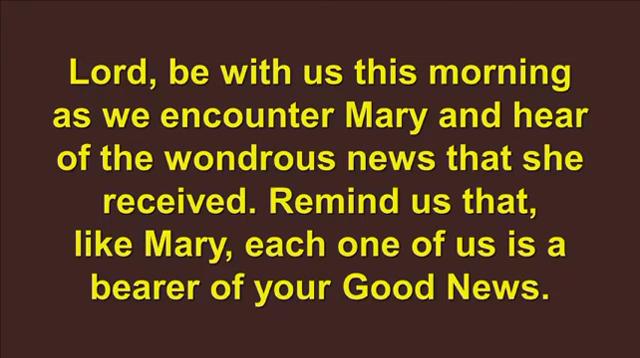 Lord, be with us this morning
as we encounter Mary and hear
of the wondrous news that she
received. Remind us that,
like Mary, each one of us is a
bearer of your Good News.